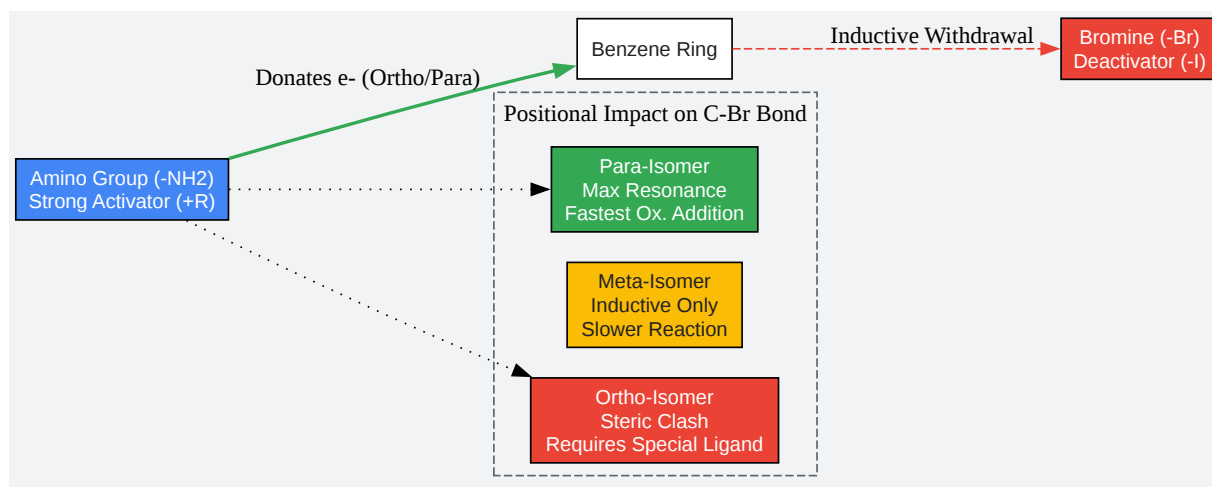 Benzene Ring
Inductive Withdrawal
Bromine (-Br)
Deactivator (-I)
Donates e- (Ortho/Para)
Positional Impact on C-Br Bond
Amino Group (-NH2)
Strong Activator (+R)
Para-Isomer
Max Resonance
Fastest Ox. Addition
Meta-Isomer
Inductive Only
Slower Reaction
Ortho-Isomer
Steric Clash
Requires Special Ligand